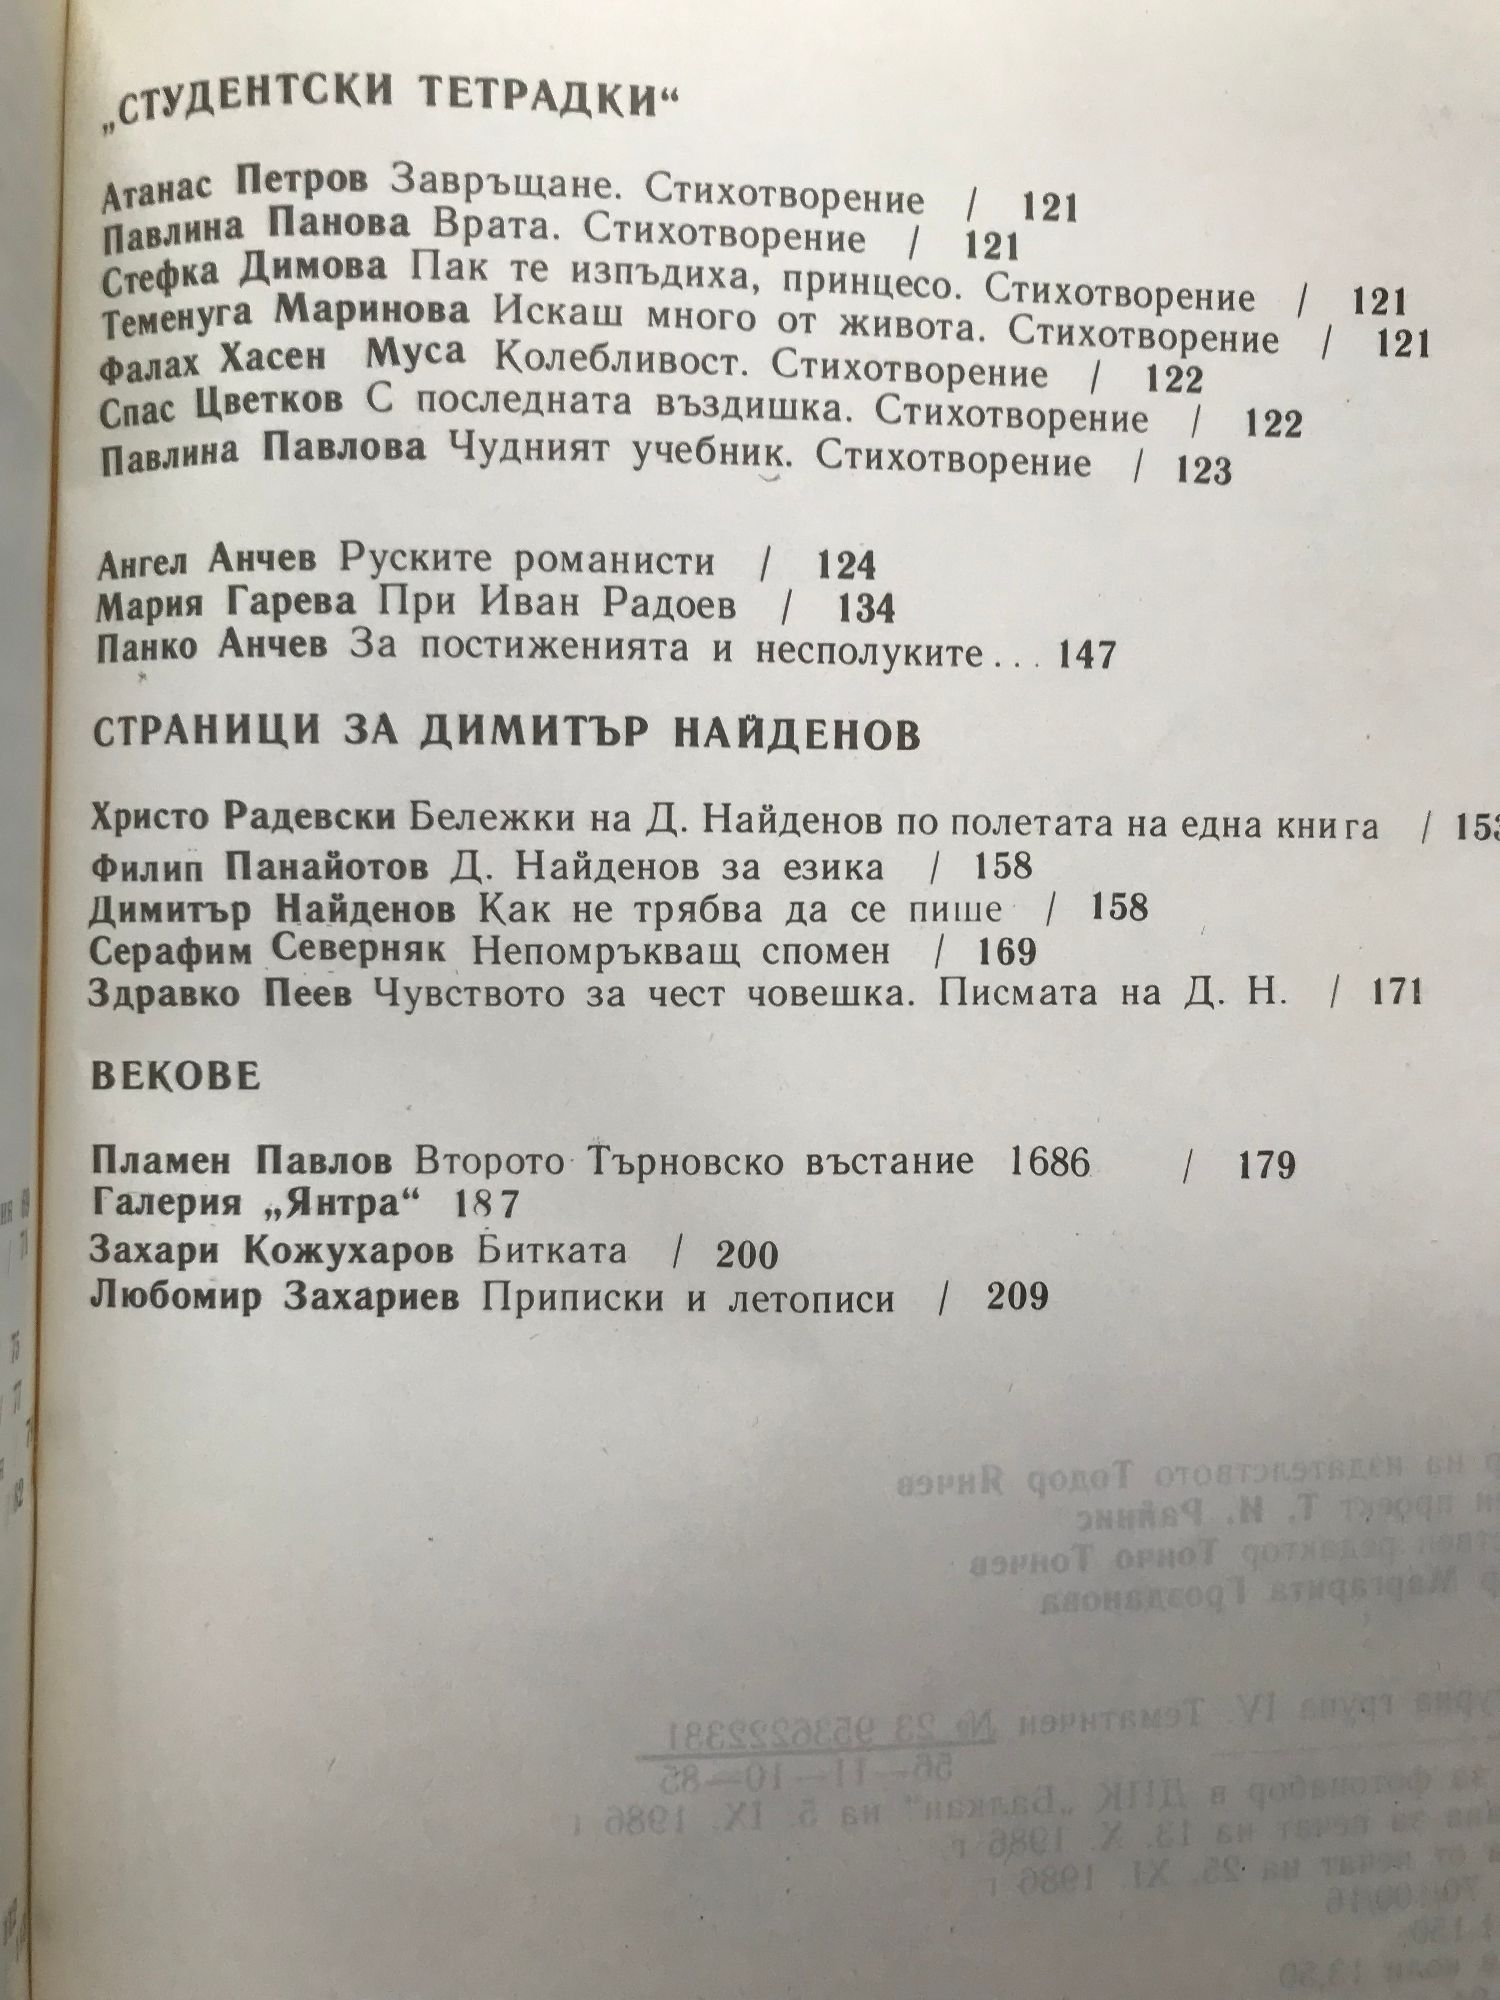 „СТУДЕНТСКИ ТЕТРАДКИ“
Атанас Петров Завръщане. Стихотворение / 121
Павлина Панова Врата. Стихотворение / 121
Стефка Димова Пак те изпъдиха, принцесо. Стихотворение / 121
Теменуга Маринова Искаш много от живота. Стихотворение / 121
Фалах Хасен Муса Колебливост. Стихотворение / 122
Спас Цветков С последната въздишка. Стихотворение / 122
Павлина Павлова Чудният учебник. Стихотворение / 123
Ангел Анчев Руските романисти / 124
Мария Гарева При Иван Радоев / 134
Панко Анчев За постиженията и несполуките... 147
СТРАНИЦИ ЗА ДИМИТЪР НАЙДЕНОВ
Христо Радевски Бележки на Д. Найденов по полетата на една книга / 153
Филип Панайотов Д. Найденов за езика / 158
Димитър Найденов Как не трябва да се пише / 158
Серафим Северняк Непомръкващ спомен / 169
Здравко Пеев Чувството за чест човешка. Писмата на Д. Н. / 171
ВЕКОВЕ
Пламен Павлов Второто Търновско въстание 1686 / 179
Галерия „Янтра“ 187
Захари Кожухаров Битката / 200
Любомир Захариев Приписки и летописи / 209